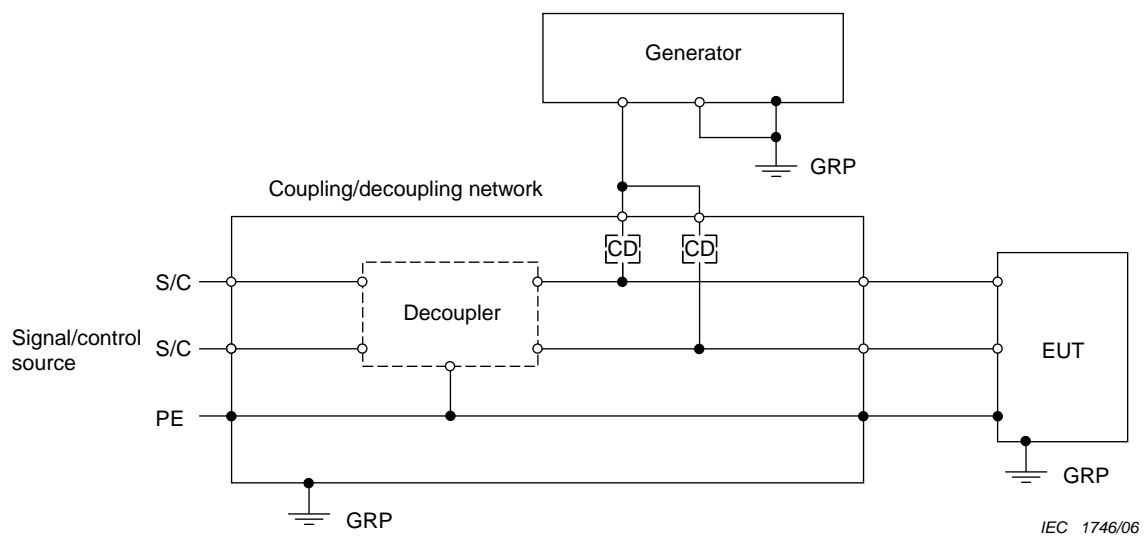 Generator
GRP
Coupling/decoupling network
CD
CD
S/C
Decoupler
Signal/control
source
S/C
EUT
PE
GRP
GRP
IEC 1746/06